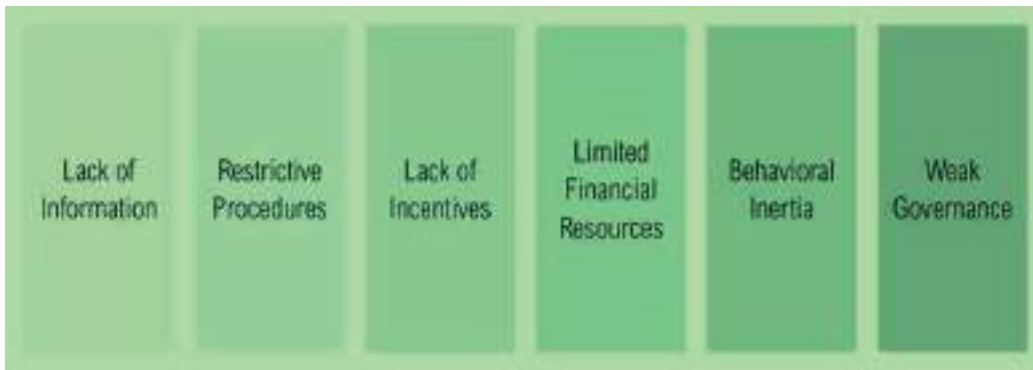 Lack of
Information
Restrictive
Procedures
Lack of
Incentives
Limited
Financial
Resources
Behavioral
Inertia
Weak
Governance